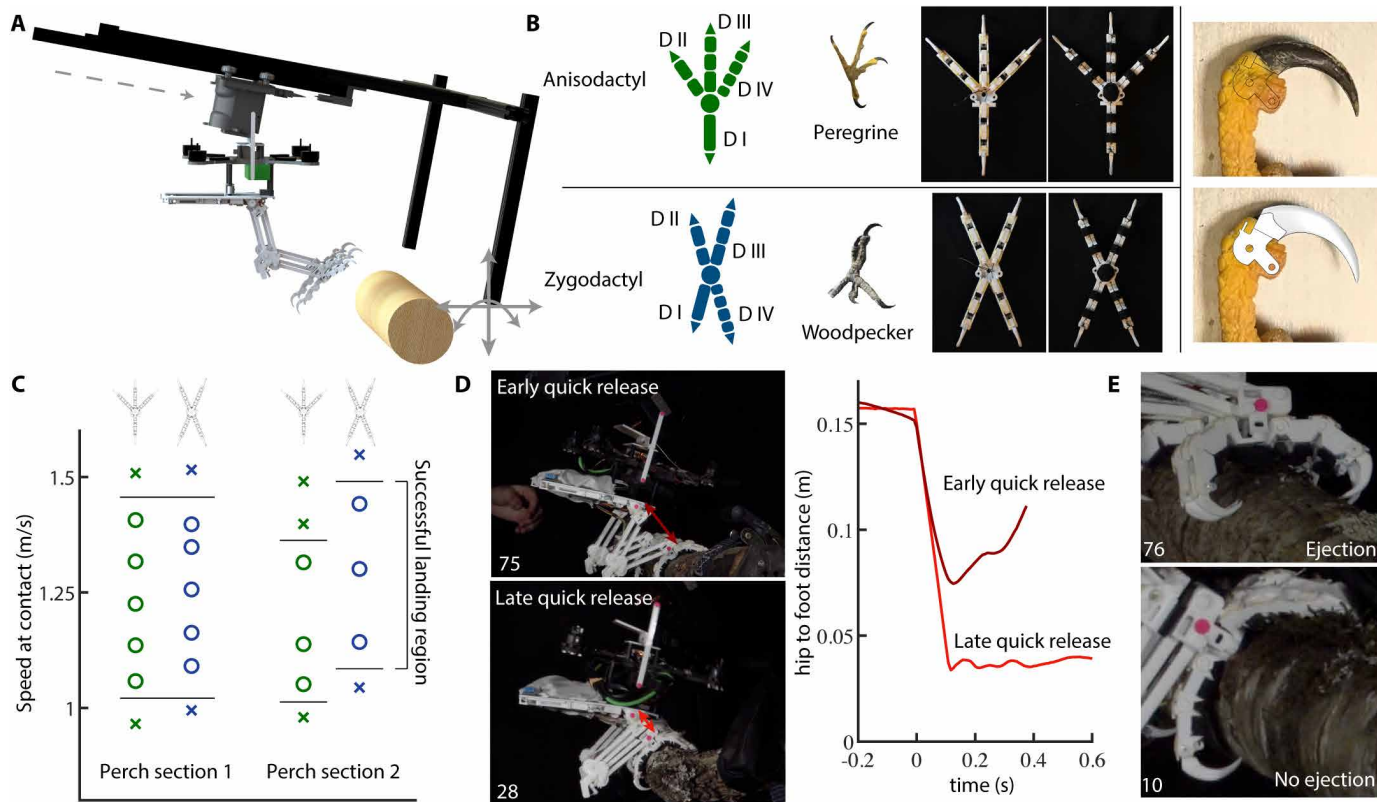 A
B
Anisodactyl
D II
D III
D IV
D I
Peregrine
Zygodactyl
D II
D III
D I
D IV
Woodpecker
C
Speed at contact (m/s)
1.5
1.25
1
Successful landing region
Perch section 1
Perch section 2
D
Early quick release
75
Late quick release
28
hip to foot distance (m)
0.15
0.1
0.05
0
Early quick release
Late quick release
-0.2
0
0.2
0.4
0.6
time (s)
E
76
Ejection
10
No ejection